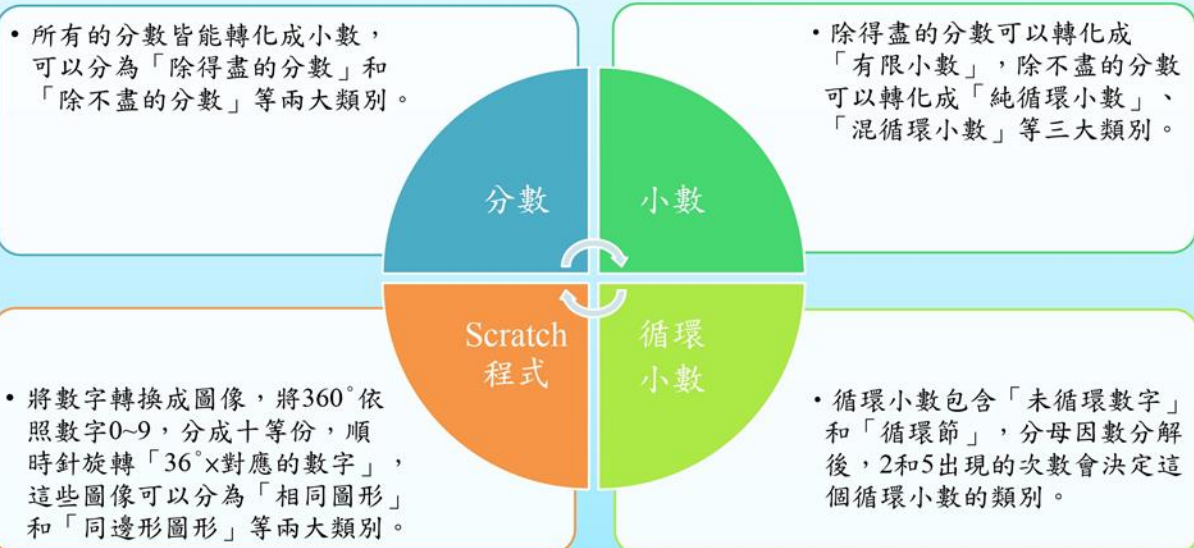 • 所有的分數皆能轉化成小數，
可以分為「除得盡的分數」和
「除不盡的分數」等兩大類別。
• 除得盡的分數可以轉化成
「有限小數」，除不盡的分數
可以轉化成「純循環小數」、
「混循環小數」等三大類別。
分數
小數
Scratch
程式
循環
小數
• 將數字轉換成圖像，將360°依
照數字0~9，分成十等份，順
時針旋轉「36°×對應的數字」，
這些圖像可以分為「相同圖形」
和「同邊形圖形」等兩大類別。
• 循環小數包含「未循環數字」
和「循環節」，分母因數分解
後，2和5出現的次數會決定這
個循環小數的類別。